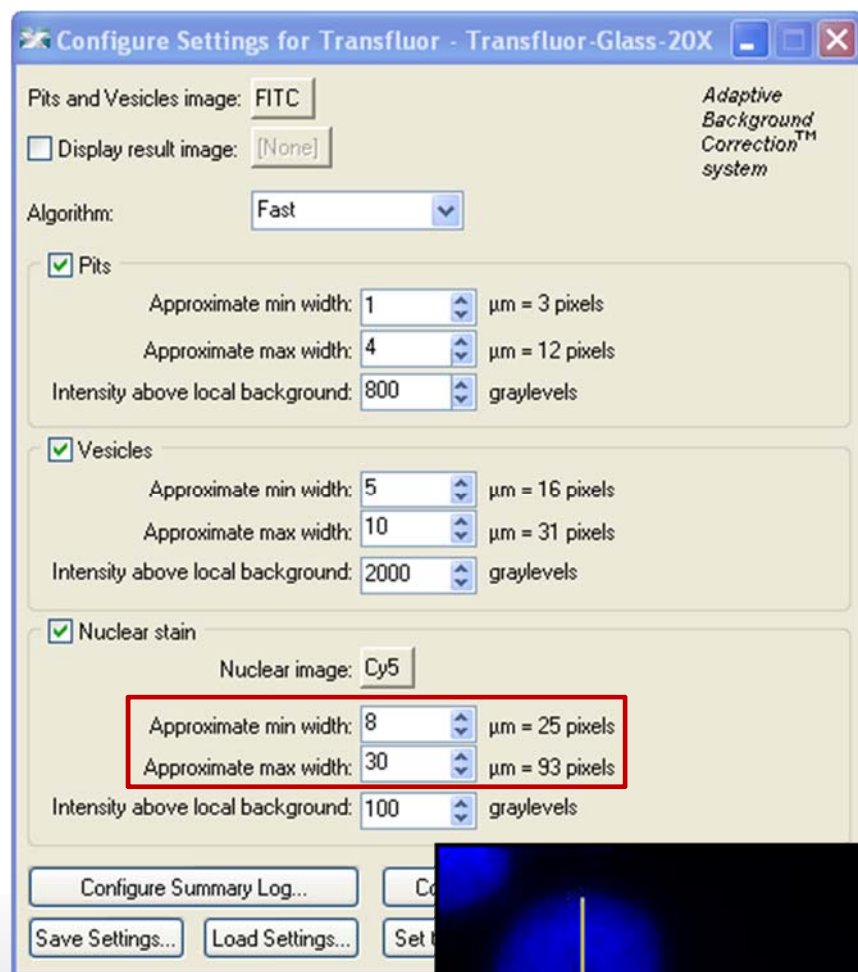 Configure Settings for Transfluor - Transfluor-Glass-20X
Pits and Vesicles image: FITC
Adaptive
Background
Correction™
system
Display result image: [None]
Algorithm: Fast
Pits
Approximate min width: 1 µm = 3 pixels
Approximate max width: 4 µm = 12 pixels
Intensity above local background: 800 graylevels
Vesicles
Approximate min width: 5 µm = 16 pixels
Approximate max width: 10 µm = 31 pixels
Intensity above local background: 2000 graylevels
Nuclear stain
Nuclear image: Cy5
Approximate min width: 8 µm = 25 pixels
Approximate max width: 30 µm = 93 pixels
Intensity above local background: 100 graylevels
Configure Summary Log...
Save Settings... Load Settings... Set